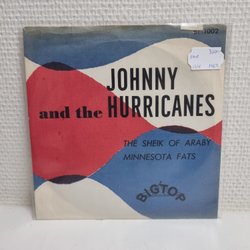 JOHNNY
and the HURRICANES
THE SHEIK OF ARABY
MINNESOTA FATS
BIGTOP